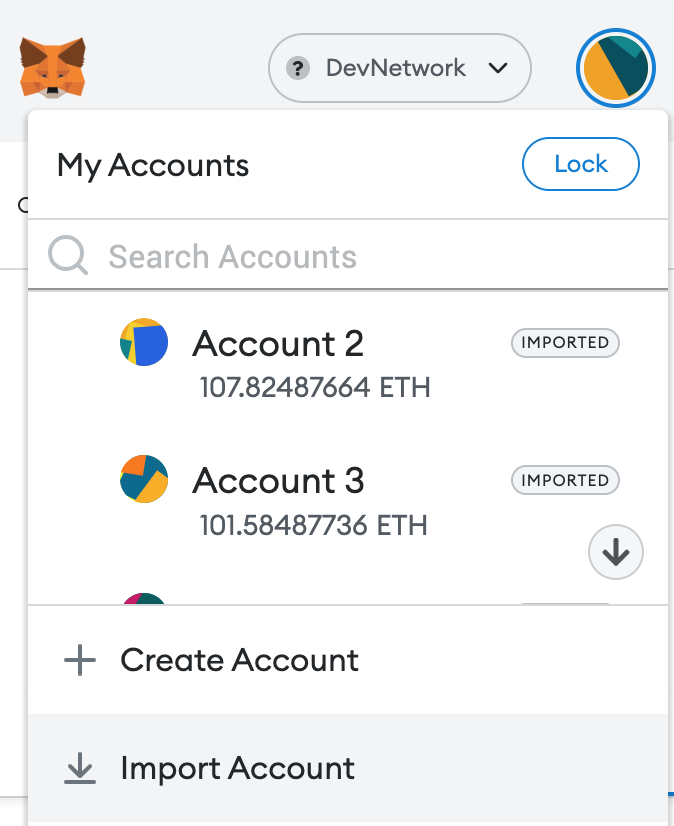 ? DevNetwork
My Accounts
Lock
Search Accounts
Account 2
IMPORTED
107.82487664 ETH
Account 3
IMPORTED
101.58487736 ETH
Create Account
Import Account